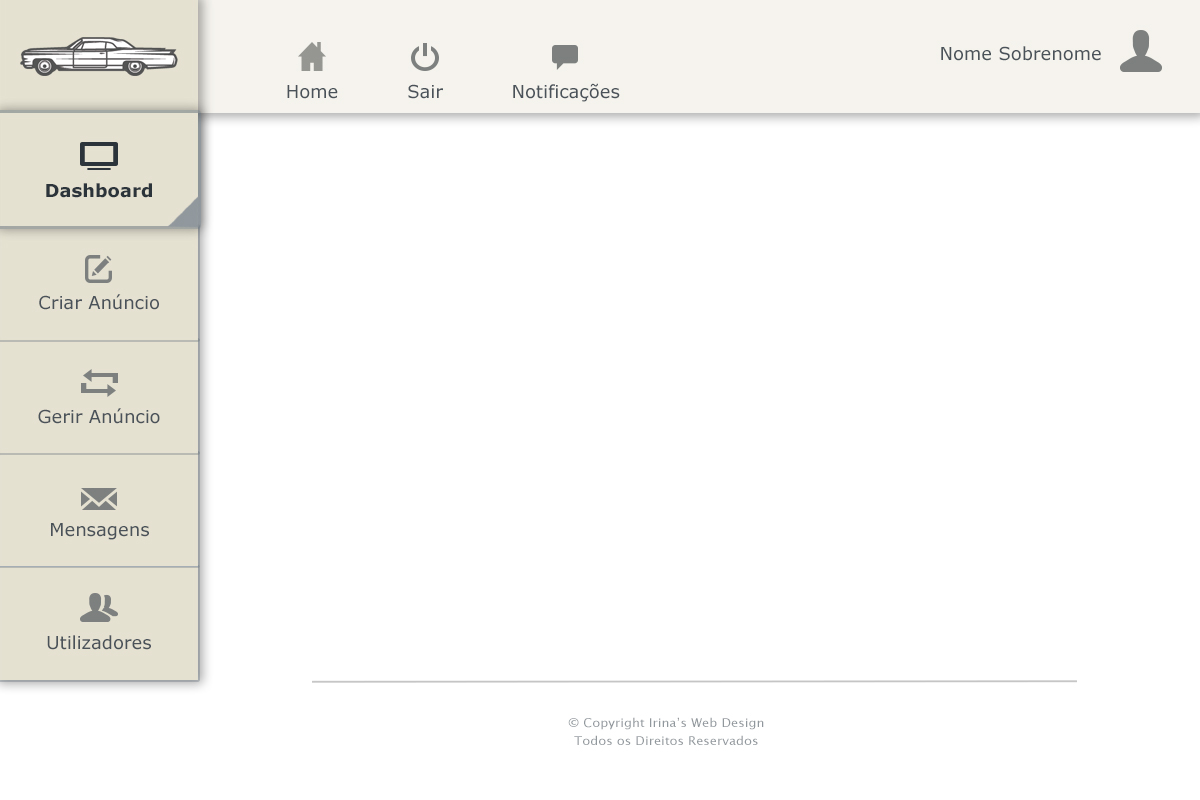 Home
Sair
Notificações
Nome Sobrenome
Dashboard
Criar Anúncio
Gerir Anúncio
Mensagens
Utilizadores
© Copyright Irina's Web Design
Todos os Direitos Reservados